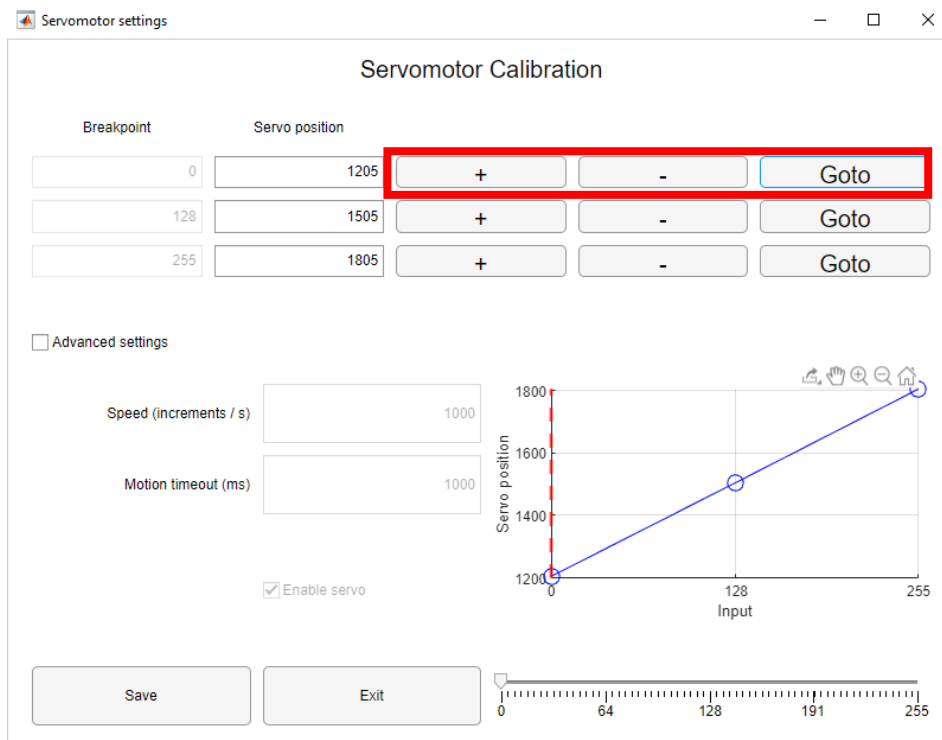 Servomotor settings
Servomotor Calibration
Breakpoint Servo position
0 1205 + - Goto
128 1505 + - Goto
255 1805 + - Goto
Advanced settings
Speed (increments / s) 1000
Motion timeout (ms) 1000
Enable servo
1800
1600
1400
1200
Servo position
0 128 255
Input
Save Exit
0 64 128 191 255